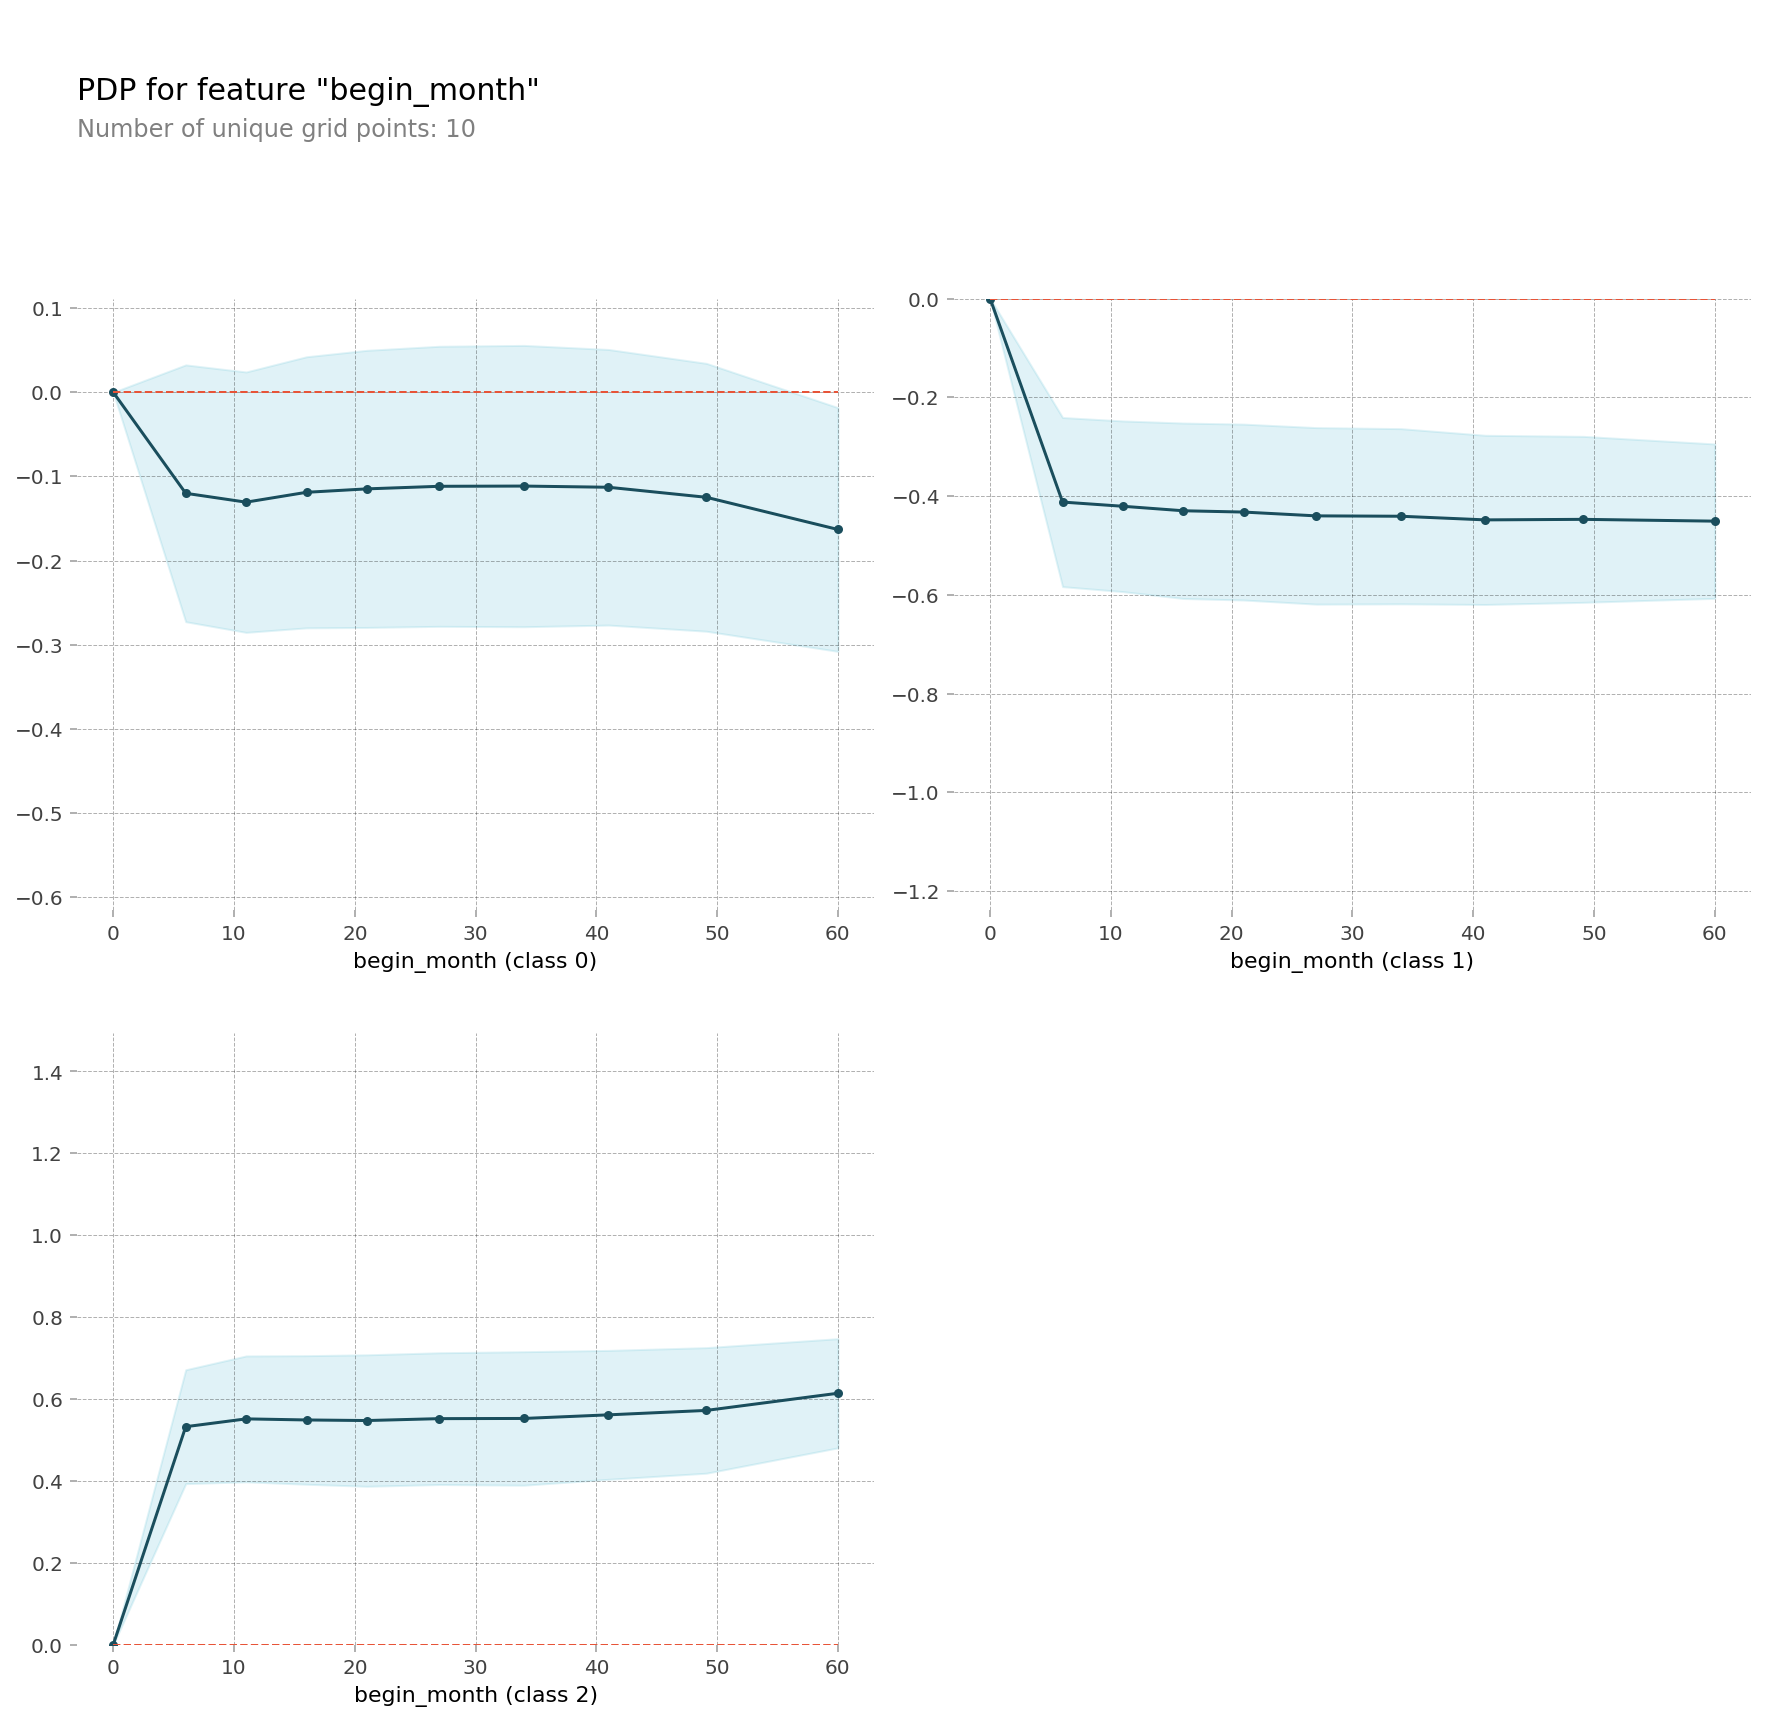 PDP for feature "begin_month"
Number of unique grid points: 10
0.1
0.0
−0.1
−0.2
−0.3
−0.4
−0.5
−0.6
0 10 20 30 40 50 60
begin_month (class 0)
0.0
−0.2
−0.4
−0.6
−0.8
−1.0
−1.2
0 10 20 30 40 50 60
begin_month (class 1)
1.4
1.2
1.0
0.8
0.6
0.4
0.2
0.0
0 10 20 30 40 50 60
begin_month (class 2)